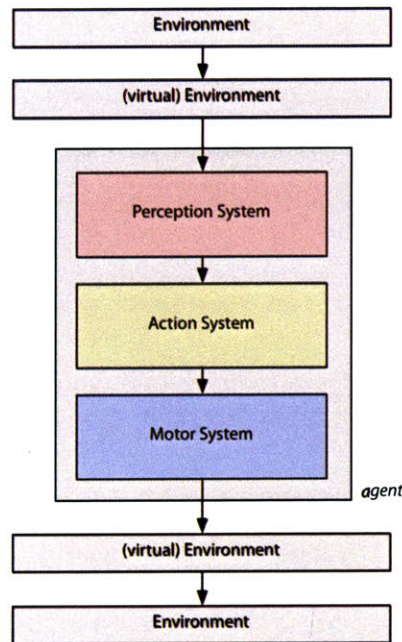 Environment
(virtual) Environment
Perception System
Action System
Motor System
agent
(virtual) Environment
Environment